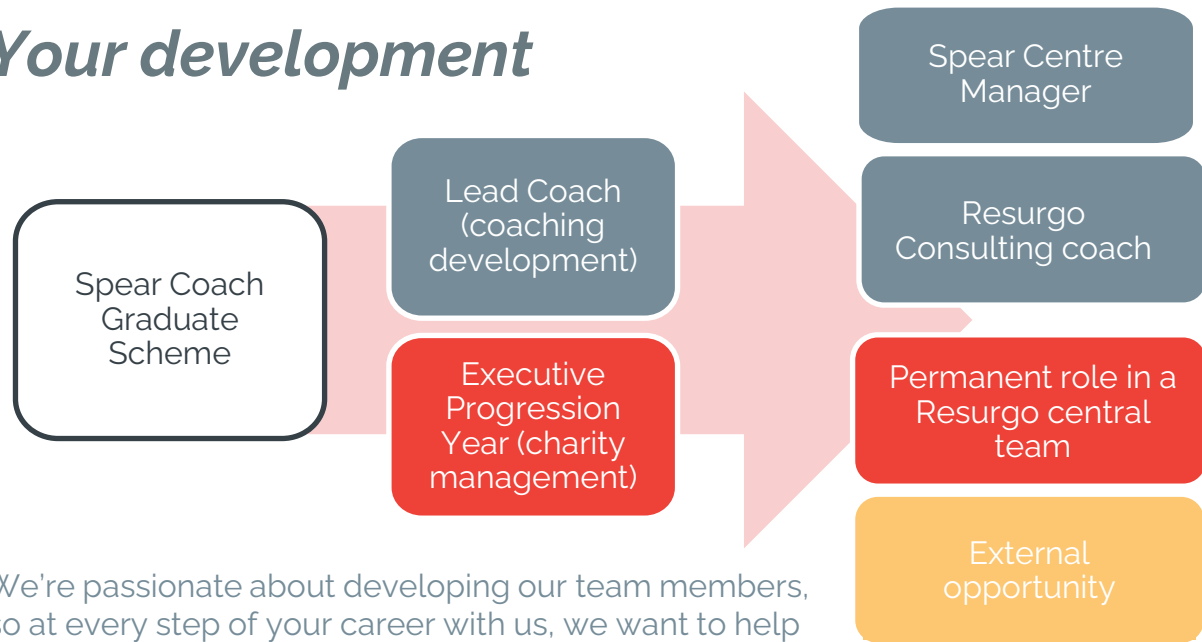 Your development
Spear Coach
Graduate
Scheme
Lead Coach
(coaching
development)
Executive
Progression
Year (charity
management)
Spear Centre
Manager
Resurgo
Consulting coach
Permanent role in a
Resurgo central
team
External
opportunity
We're passionate about developing our team members,
so at every step of your career with us, we want to help